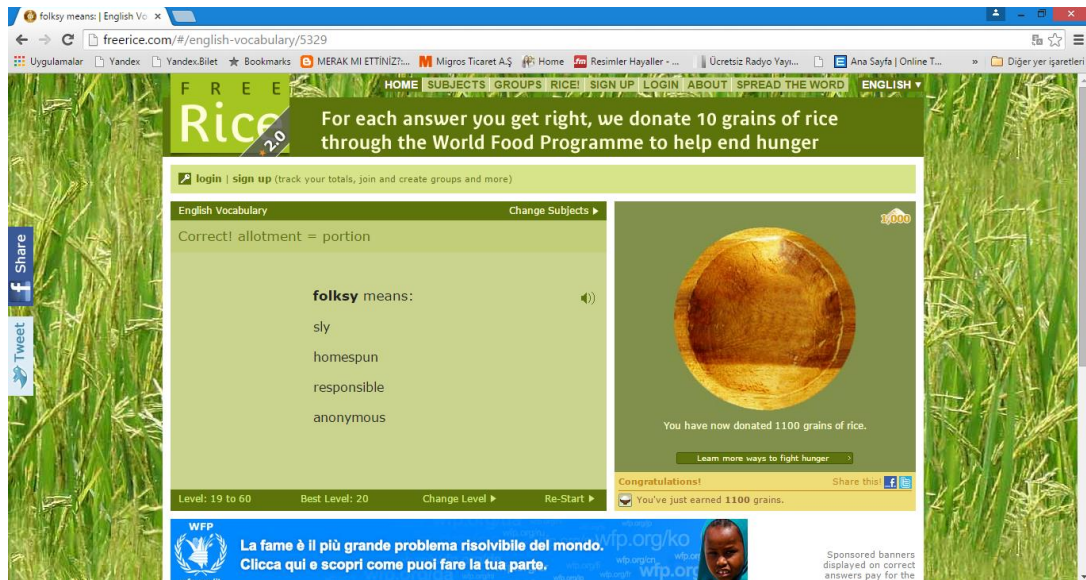 folksy means: | English Vo
freerice.com/#/english-vocabulary/5329
Uygulamalar Yandex Yandex.Bilet Bookmarks MERAK MI ETTİNİZ?:... Migros Ticaret A.Ş Home Resimler Hayaller - ... Ücretsiz Radyo Yayı... Ana Sayfa | Online T... » Diğer yer işaretleri
FREE
Rice 2.0
HOME SUBJECTS GROUPS RICE! SIGN UP LOGIN ABOUT SPREAD THE WORD ENGLISH
For each answer you get right, we donate 10 grains of rice
through the World Food Programme to help end hunger
login | sign up (track your totals, join and create groups and more)
English Vocabulary Change Subjects
Correct! allotment = portion
folksy means:
sly
homespun
responsible
anonymous
Level: 19 to 60 Best Level: 20 Change Level Re-Start
1,000
You have now donated 1100 grains of rice.
Learn more ways to fight hunger
Congratulations! Share this!
You've just earned 1100 grains.
Share
Tweet
WFP
La fame è il più grande problema risolvibile del mondo.
Clicca qui e scopri come puoi fare la tua parte.
wfp.org/ko
wfp.org
Sponsored banners
displayed on correct
answers pay for the